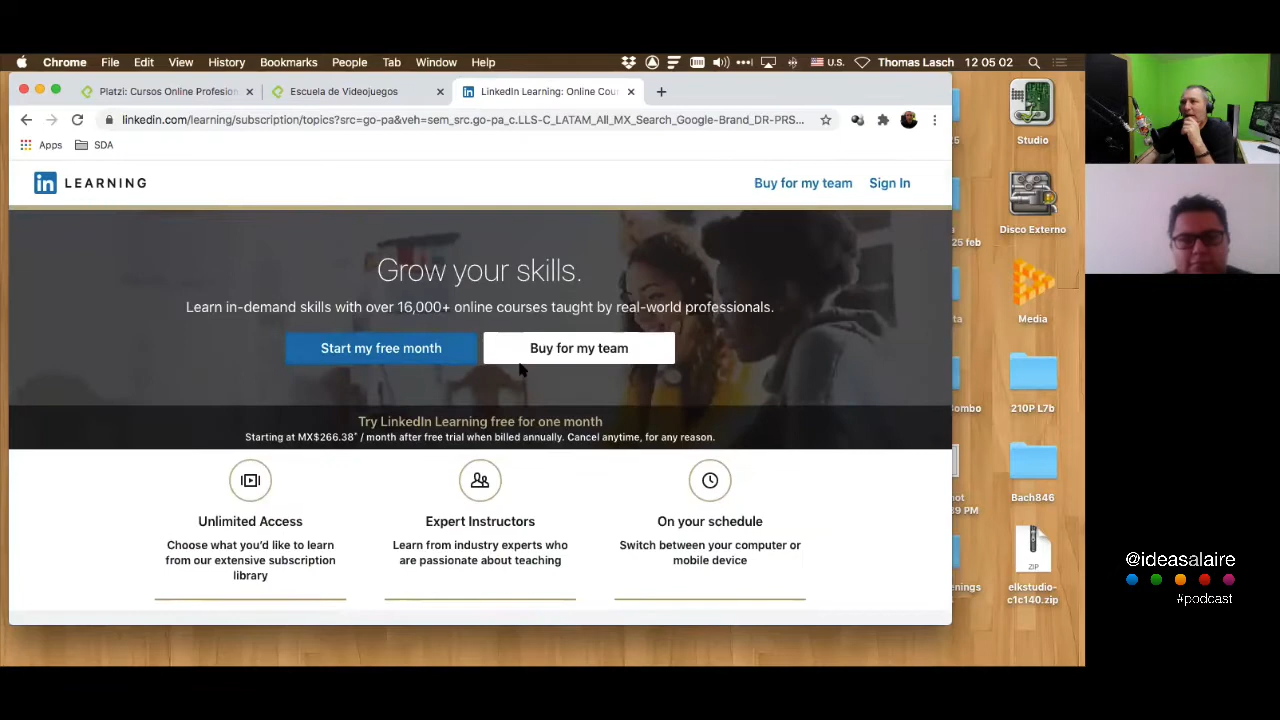 Chrome File Edit View History Bookmarks People Tab Window Help U.S. Thomas Lasch 12 05 02
Platzi: Cursos Online Profesion
Escuela de Videojuegos
LinkedIn Learning: Online Cou
linkedin.com/learning/subscription/topics?src=go-pa&veh=sem_src.go-pa_c.LLS-C_LATAM_All_MX_Search_Google-Brand_DR-PRS...
Apps SDA
in LEARNING
Buy for my team Sign In
Grow your skills.
Learn in-demand skills with over 16,000+ online courses taught by real-world professionals.
Start my free month Buy for my team
Try LinkedIn Learning free for one month
Starting at MX$266.38* / month after free trial when billed annually. Cancel anytime, for any reason.
Unlimited Access
Choose what you'd like to learn
from our extensive subscription
library
Expert Instructors
Learn from industry experts who
are passionate about teaching
On your schedule
Switch between your computer or
mobile device
Studio
Disco Externo
25 feb
Media
210P L7b
Bach846
39 PM
ZIP
elkstudio-
c1c140.zip
@ideasalaire
#podcast